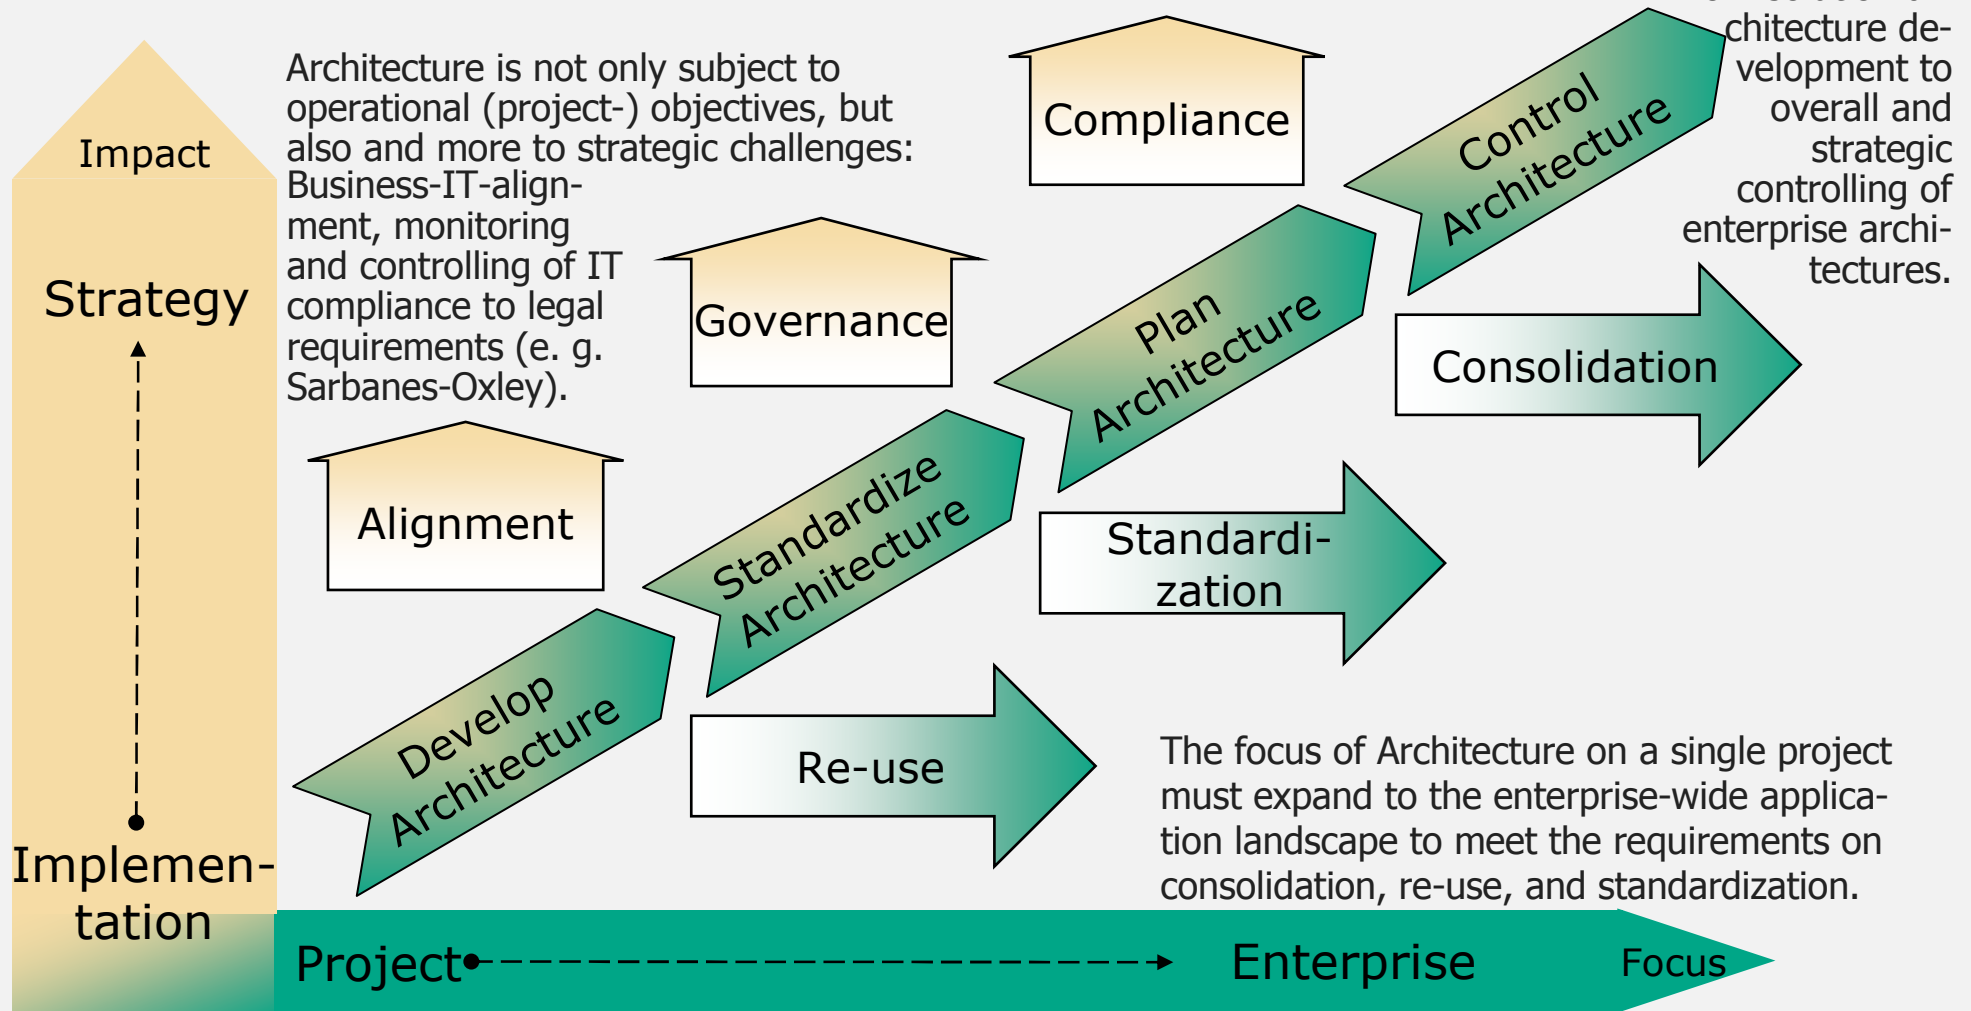 Impact
Strategy
Implemen-
tation
Architecture is not only subject to
operational (project-) objectives, but
also and more to strategic challenges:
Business-IT-align-
ment, monitoring
and controlling of IT
compliance to legal
requirements (e. g.
Sarbanes-Oxley).
Alignment
Governance
Compliance
Develop
Architecture
Standardize
Architecture
Plan
Architecture
Control
Architecture
chitecture de-
velopment to
overall and
strategic
controlling of
enterprise archi-
tectures.
Consolidation
Standardi-
zation
Re-use
The focus of Architecture on a single project
must expand to the enterprise-wide applica-
tion landscape to meet the requirements on
consolidation, re-use, and standardization.
Project
Enterprise
Focus